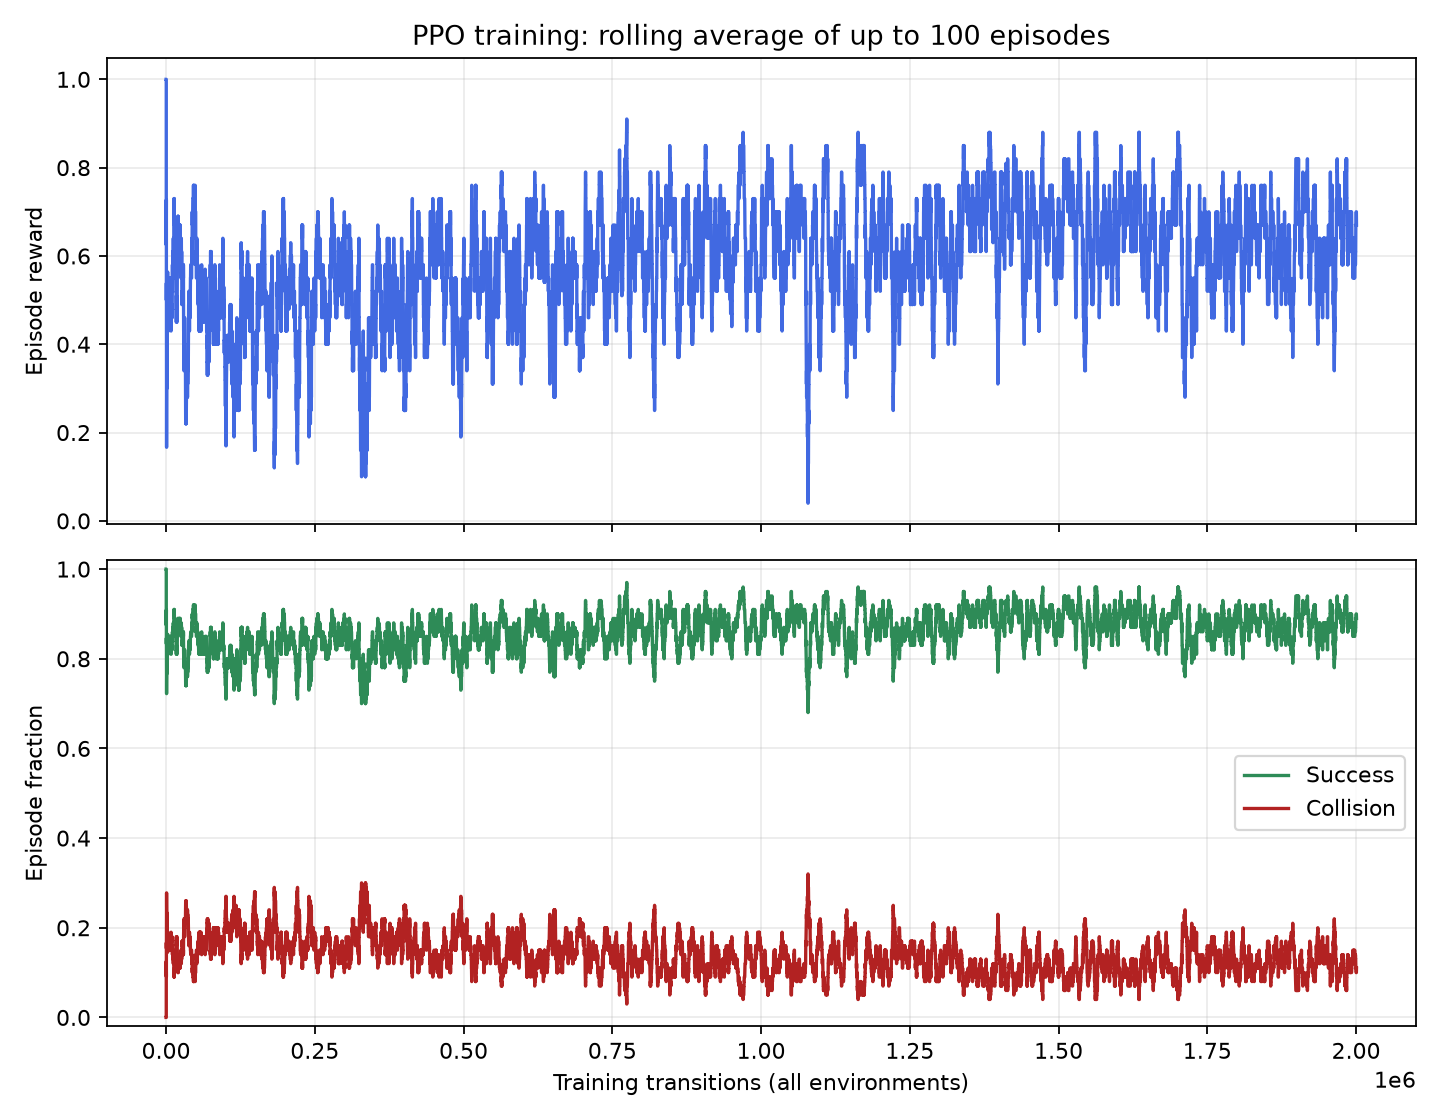 PPO training: rolling average of up to 100 episodes
1.0
0.8
0.6
0.4
0.2
0.0
Episode reward
1.0
0.8
0.6
0.4
0.2
0.0
Episode fraction
Success
Collision
0.00 0.25 0.50 0.75 1.00 1.25 1.50 1.75 2.00
1e6
Training transitions (all environments)